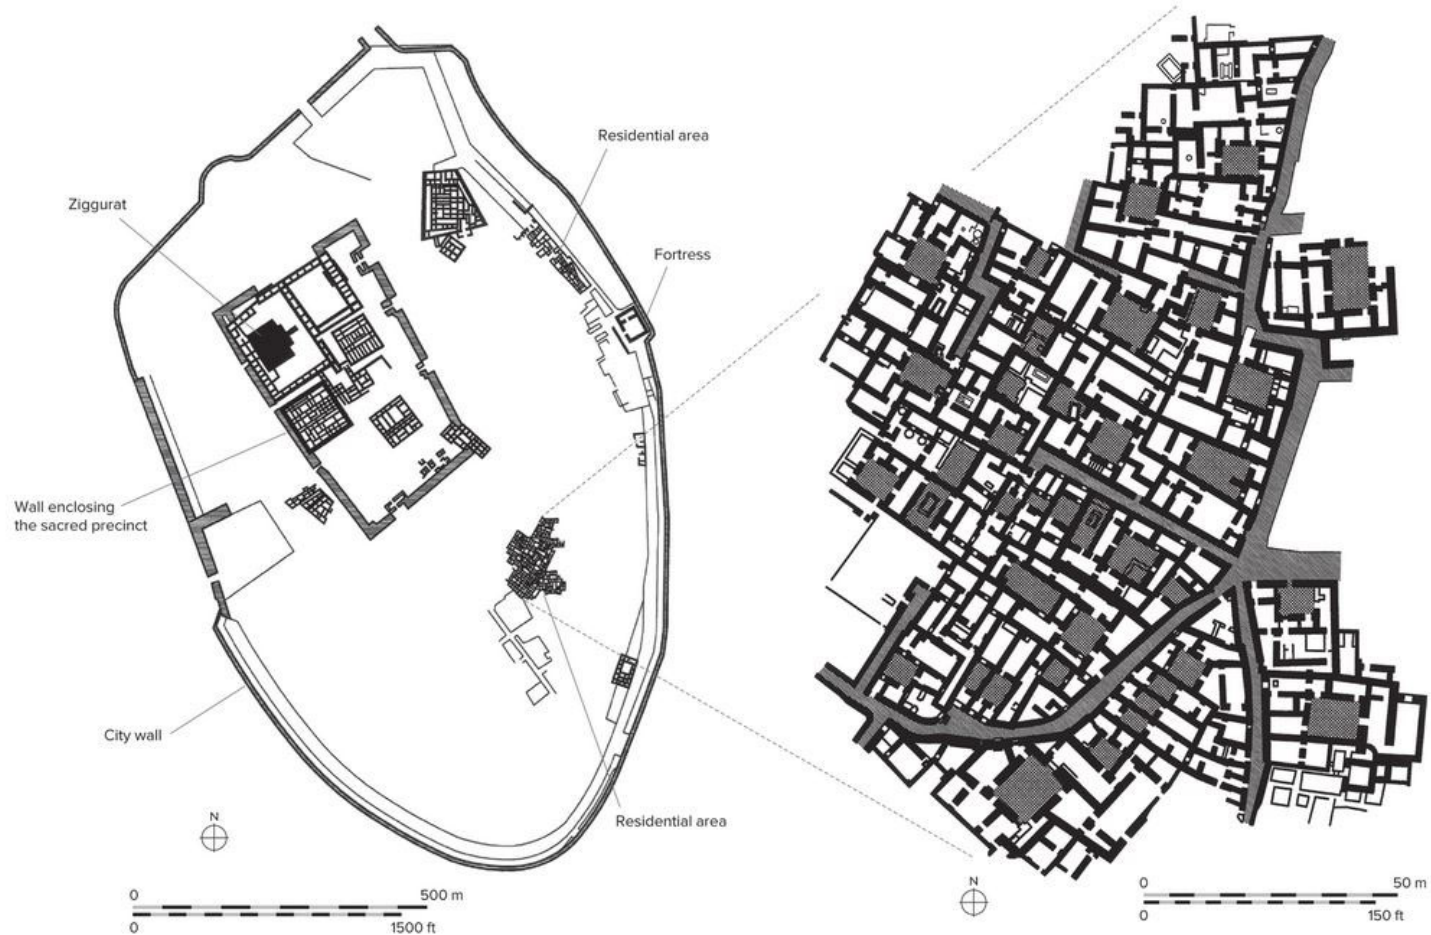 Residential area
Ziggurat
Fortress
Wall enclosing
the sacred precinct
City wall
Residential area
N
0 500 m
0 1500 ft
N
0 50 m
0 150 ft